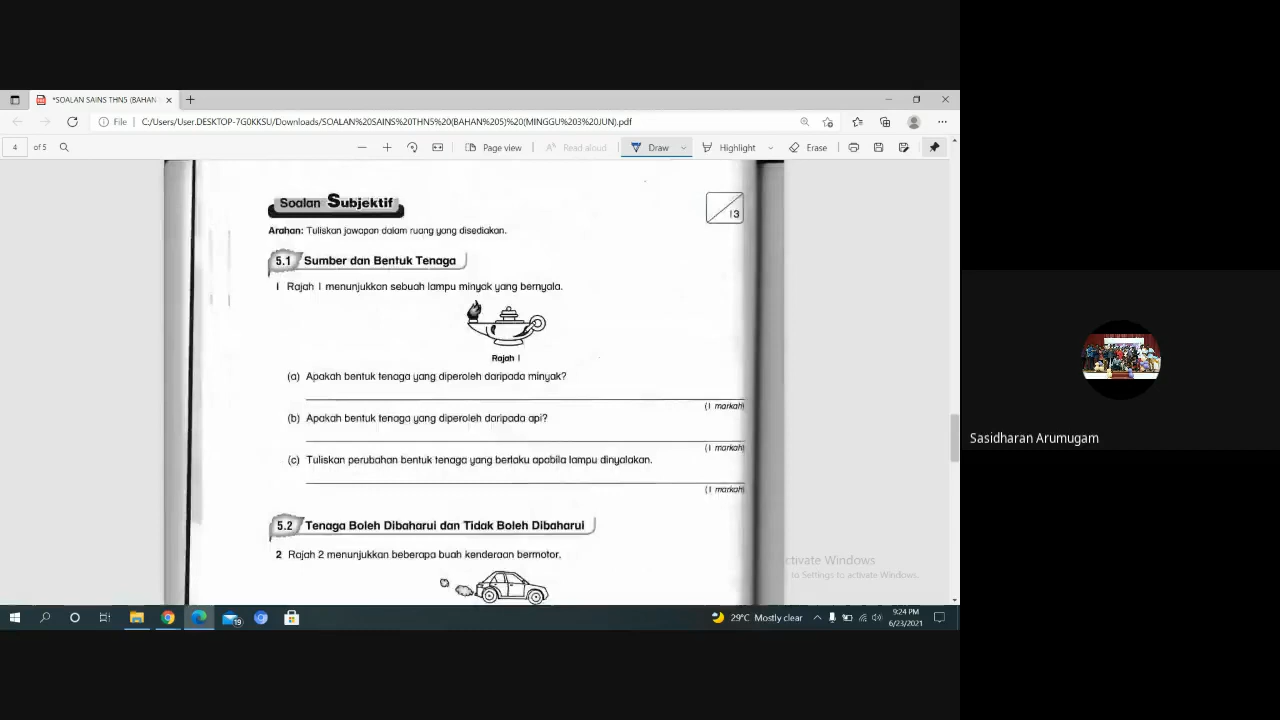 *SOALAN SAINS THN5 (BAHAN
File
C:/Users/User.DESKTOP-7G0KKSU/Downloads/SOALAN%20SAINS%20THN5%20(BAHAN%205)%20(MINGGU%203%20JUN).pdf
4 of 5
Page view
Read aloud
Draw
Highlight
Erase
Soalan Subjektif
13
Arahan: Tuliskan jawapan dalam ruang yang disediakan.
5.1 Sumber dan Bentuk Tenaga
1 Rajah 1 menunjukkan sebuah lampu minyak yang bernyala.
Rajah 1
(a) Apakah bentuk tenaga yang diperoleh daripada minyak?
(1 markah)
(b) Apakah bentuk tenaga yang diperoleh daripada api?
(1 markah)
(c) Tuliskan perubahan bentuk tenaga yang berlaku apabila lampu dinyalakan.
(1 markah)
5.2 Tenaga Boleh Dibaharui dan Tidak Boleh Dibaharui
2 Rajah 2 menunjukkan beberapa buah kenderaan bermotor.
ctivate Windows
to Settings to activate Windows.
Sasidharan Arumugam
19
29°C Mostly clear
9:24 PM
6/23/2021